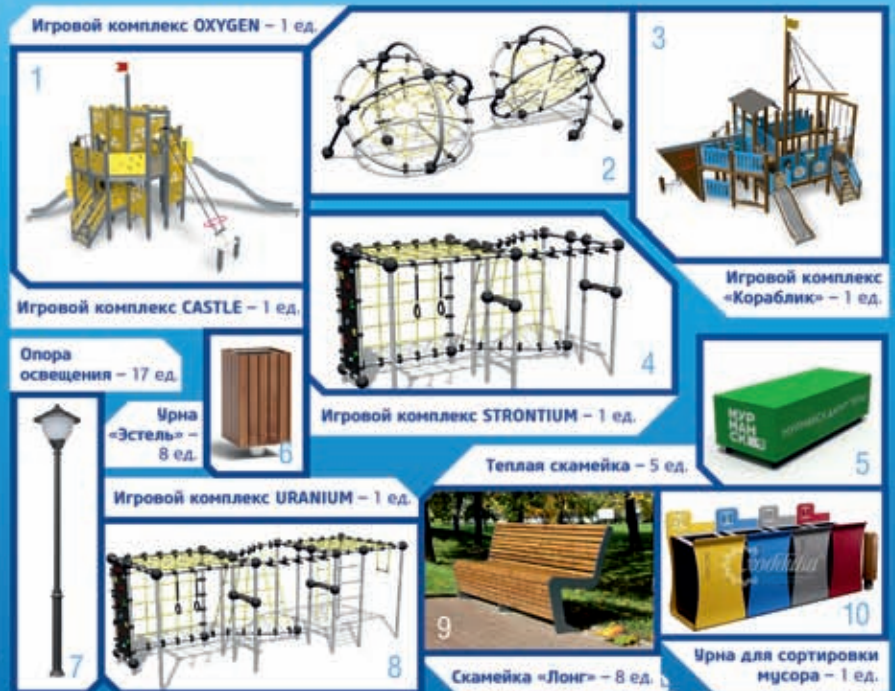 Игровой комплекс OXYGEN – 1 ед.
1
2
3
Игровой комплекс CASTLE – 1 ед.
Игровой комплекс
«Кораблик» – 1 ед.
4
Игровой комплекс STRONTIUM – 1 ед.
Опора
освещения – 17 ед.
Урна
«Эстель» –
8 ед.
6
МУР
МАН
СК
5
Теплая скамейка – 5 ед.
Игровой комплекс URANIUM – 1 ед.
7
8
9
10
Скамейка «Лонг» – 8 ед.
Урна для сортировки
мусора – 1 ед.